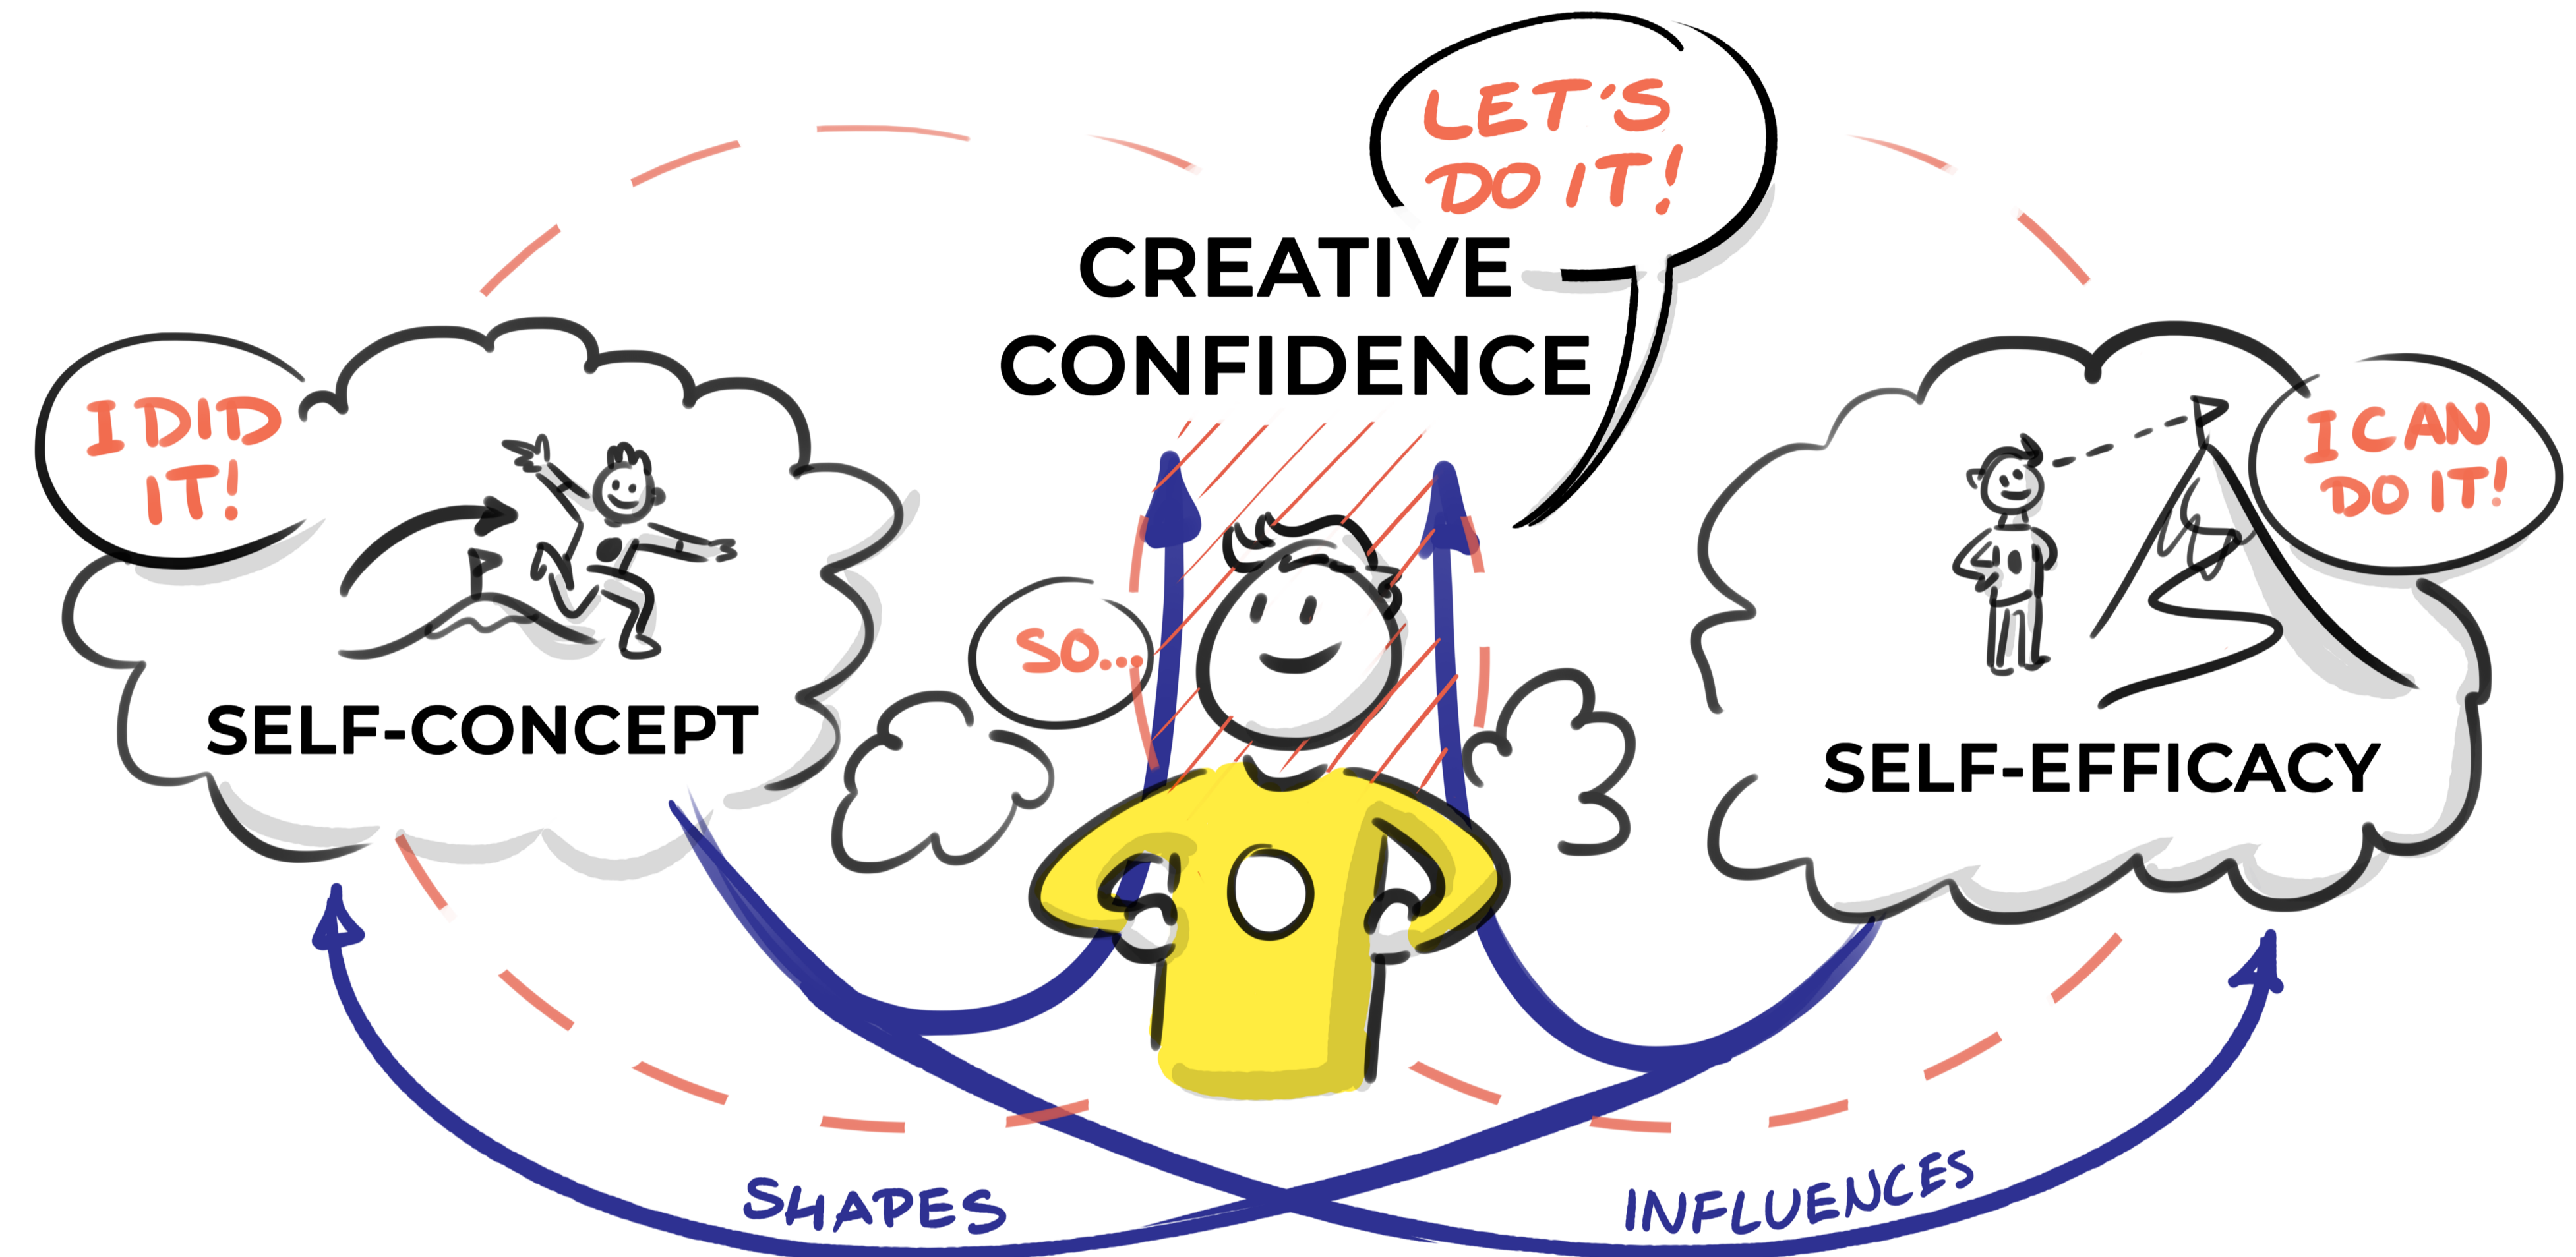 LET'S
DO IT!
CREATIVE
CONFIDENCE
I DID
IT!
I CAN
DO IT!
SO...
SELF-CONCEPT
SELF-EFFICACY
SHAPES
INFLUENCES